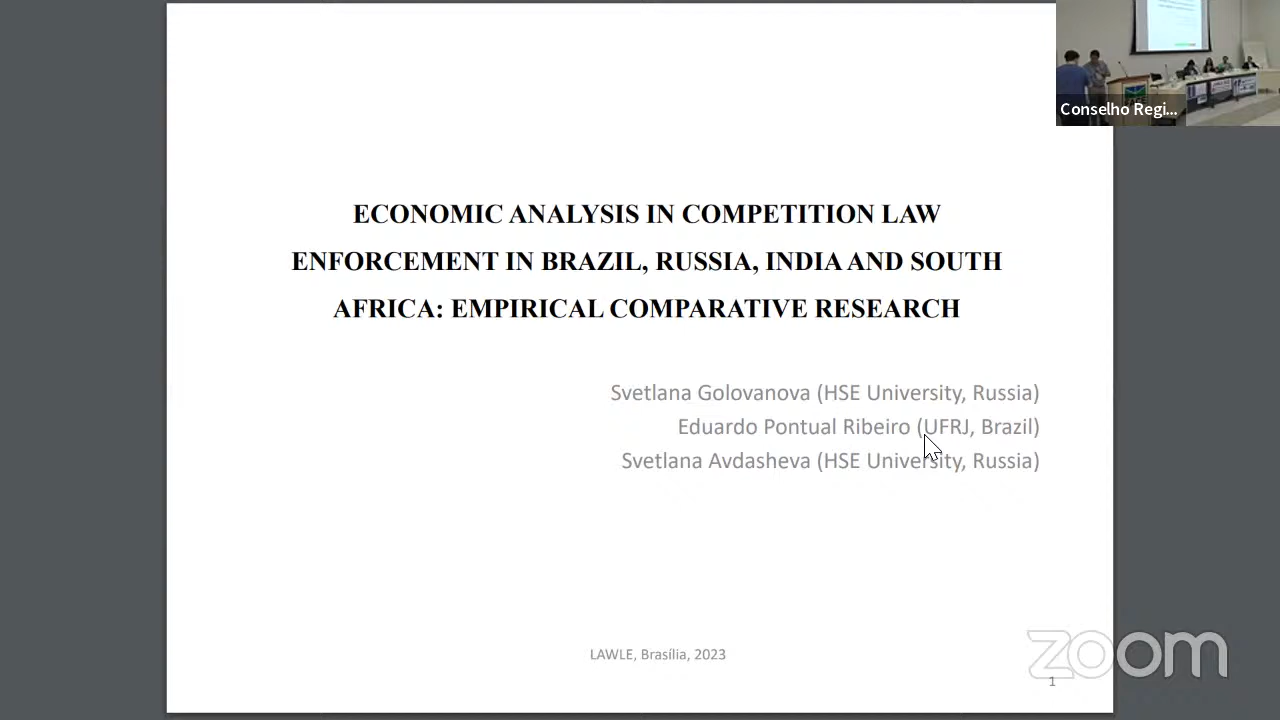 Conselho Regi...
ECONOMIC ANALYSIS IN COMPETITION LAW
ENFORCEMENT IN BRAZIL, RUSSIA, INDIA AND SOUTH
AFRICA: EMPIRICAL COMPARATIVE RESEARCH
Svetlana Golovanova (HSE University, Russia)
Eduardo Pontual Ribeiro (UFRJ, Brazil)
Svetlana Avdasheva (HSE University, Russia)
LAWLE, Brasília, 2023
zoom
1